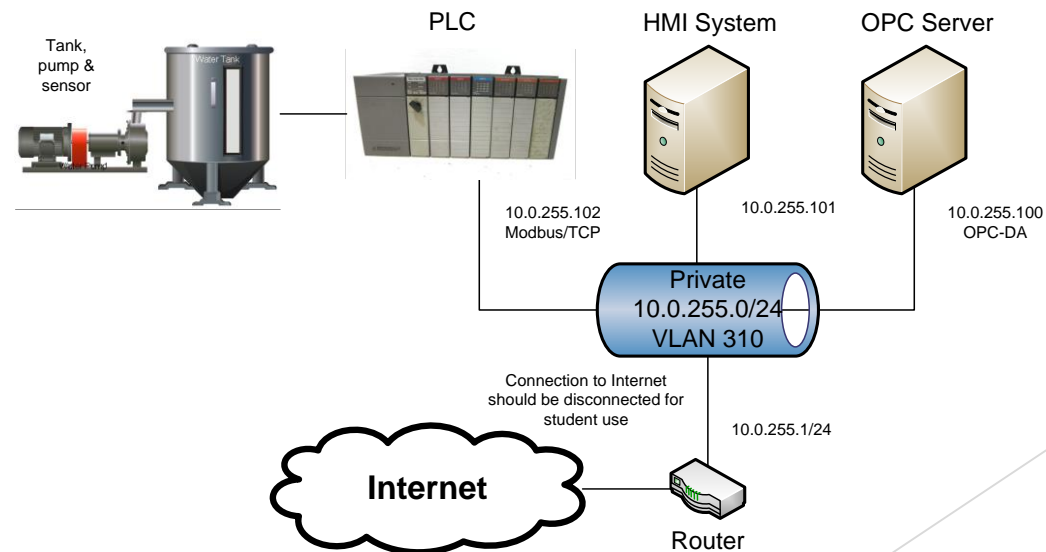 PLC
HMI System
OPC Server
Tank,
pump &
sensor
Water Tank
Water Pump
10.0.255.102
Modbus/TCP
10.0.255.101
10.0.255.100
OPC-DA
Private
10.0.255.0/24
VLAN 310
Connection to Internet
should be disconnected for
student use
10.0.255.1/24
Internet
Router